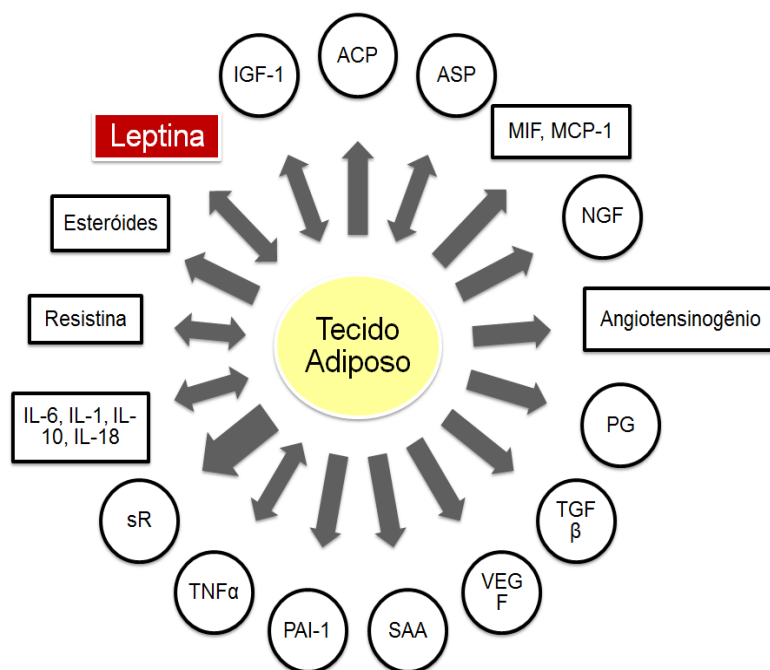 ACP
IGF-1
ASP
Leptina
MIF, MCP-1
Esteróides
NGF
Resistina
Tecido
Adiposo
Angiotensinogênio
IL-6, IL-1, IL-
10, IL-18
PG
sR
TGF
β
TNFα
VEG
F
PAI-1
SAA